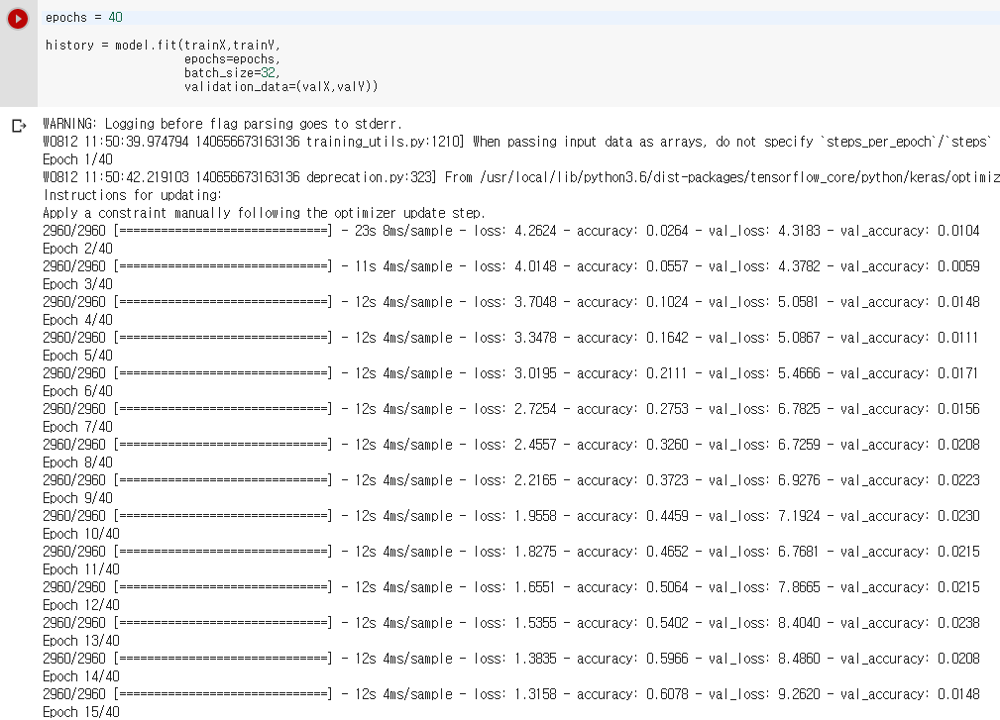 epochs = 40
history = model.fit(trainX,trainY,
epochs=epochs,
batch_size=32,
validation_data=(valX,valY))
WARNING: Logging before flag parsing goes to stderr.
W0812 11:50:39.974794 140656673163136 training_utils.py:1210] When passing input data as arrays, do not specify `steps_per_epoch`/`steps`
Epoch 1/40
W0812 11:50:42.219103 140656673163136 deprecation.py:323] From /usr/local/lib/python3.6/dist-packages/tensorflow_core/python/keras/optimiz
Instructions for updating:
Apply a constraint manually following the optimizer update step.
2960/2960 [==============================] - 23s 8ms/sample - loss: 4.2624 - accuracy: 0.0264 - val_loss: 4.3183 - val_accuracy: 0.0104
Epoch 2/40
2960/2960 [==============================] - 11s 4ms/sample - loss: 4.0148 - accuracy: 0.0557 - val_loss: 4.3782 - val_accuracy: 0.0059
Epoch 3/40
2960/2960 [==============================] - 12s 4ms/sample - loss: 3.7048 - accuracy: 0.1024 - val_loss: 5.0581 - val_accuracy: 0.0148
Epoch 4/40
2960/2960 [==============================] - 12s 4ms/sample - loss: 3.3478 - accuracy: 0.1642 - val_loss: 5.0867 - val_accuracy: 0.0111
Epoch 5/40
2960/2960 [==============================] - 12s 4ms/sample - loss: 3.0195 - accuracy: 0.2111 - val_loss: 5.4666 - val_accuracy: 0.0171
Epoch 6/40
2960/2960 [==============================] - 12s 4ms/sample - loss: 2.7254 - accuracy: 0.2753 - val_loss: 6.7825 - val_accuracy: 0.0156
Epoch 7/40
2960/2960 [==============================] - 12s 4ms/sample - loss: 2.4557 - accuracy: 0.3260 - val_loss: 6.7259 - val_accuracy: 0.0208
Epoch 8/40
2960/2960 [==============================] - 12s 4ms/sample - loss: 2.2165 - accuracy: 0.3723 - val_loss: 6.9276 - val_accuracy: 0.0223
Epoch 9/40
2960/2960 [==============================] - 12s 4ms/sample - loss: 1.9558 - accuracy: 0.4459 - val_loss: 7.1924 - val_accuracy: 0.0230
Epoch 10/40
2960/2960 [==============================] - 12s 4ms/sample - loss: 1.8275 - accuracy: 0.4652 - val_loss: 6.7681 - val_accuracy: 0.0215
Epoch 11/40
2960/2960 [==============================] - 12s 4ms/sample - loss: 1.6551 - accuracy: 0.5064 - val_loss: 7.8665 - val_accuracy: 0.0215
Epoch 12/40
2960/2960 [==============================] - 12s 4ms/sample - loss: 1.5355 - accuracy: 0.5402 - val_loss: 8.4040 - val_accuracy: 0.0238
Epoch 13/40
2960/2960 [==============================] - 12s 4ms/sample - loss: 1.3835 - accuracy: 0.5966 - val_loss: 8.4860 - val_accuracy: 0.0208
Epoch 14/40
2960/2960 [==============================] - 12s 4ms/sample - loss: 1.3158 - accuracy: 0.6078 - val_loss: 9.2620 - val_accuracy: 0.0148
Epoch 15/40